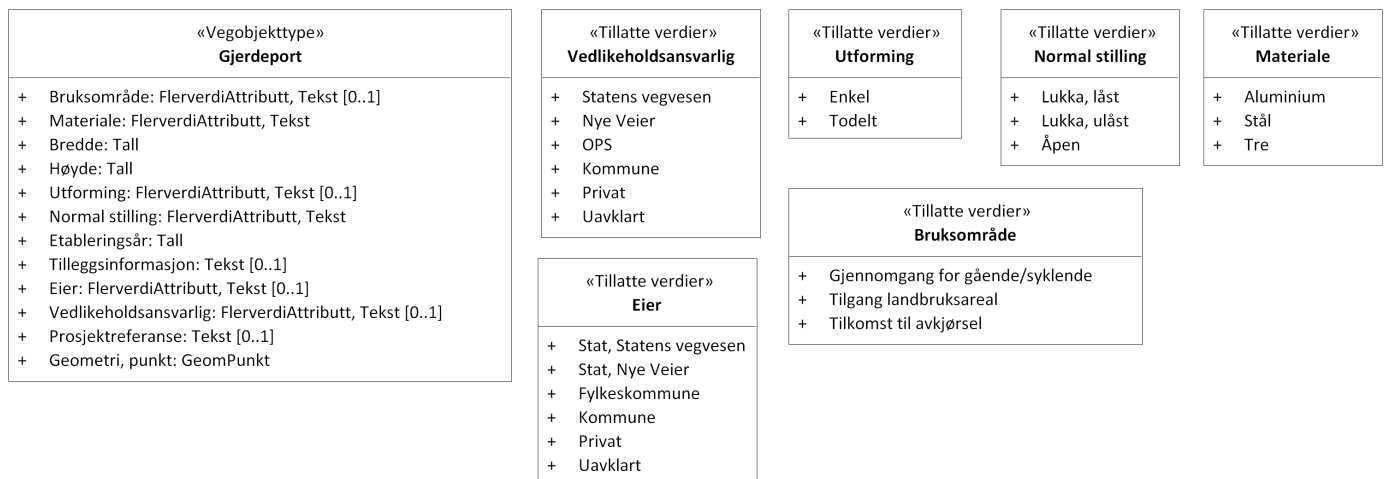 «Vegobjekttype»
Gjerdeport
+ Bruksområde: FlerverdiAttributt, Tekst [0..1]
+ Materiale: FlerverdiAttributt, Tekst
+ Bredde: Tall
+ Høyde: Tall
+ Utforming: FlerverdiAttributt, Tekst [0..1]
+ Normal stilling: FlerverdiAttributt, Tekst
+ Etableringsår: Tall
+ Tilleggsinformasjon: Tekst [0..1]
+ Eier: FlerverdiAttributt, Tekst [0..1]
+ Vedlikeholdsansvarlig: FlerverdiAttributt, Tekst [0..1]
+ Prosjektreferanse: Tekst [0..1]
+ Geometri, punkt: GeomPunkt
«Tillatte verdier»
Vedlikeholdsansvarlig
+ Statens vegvesen
+ Nye Veier
+ OPS
+ Kommune
+ Privat
+ Uavklart
«Tillatte verdier»
Eier
+ Stat, Statens vegvesen
+ Stat, Nye Veier
+ Fylkeskommune
+ Kommune
+ Privat
+ Uavklart
«Tillatte verdier»
Utforming
+ Enkel
+ Todelt
«Tillatte verdier»
Normal stilling
+ Lukka, låst
+ Lukka, ulåst
+ Åpen
«Tillatte verdier»
Materiale
+ Aluminium
+ Stål
+ Tre
«Tillatte verdier»
Bruksområde
+ Gjennomgang for gående/syklende
+ Tilgang landbruksareal
+ Tilkomst til avkjørsel